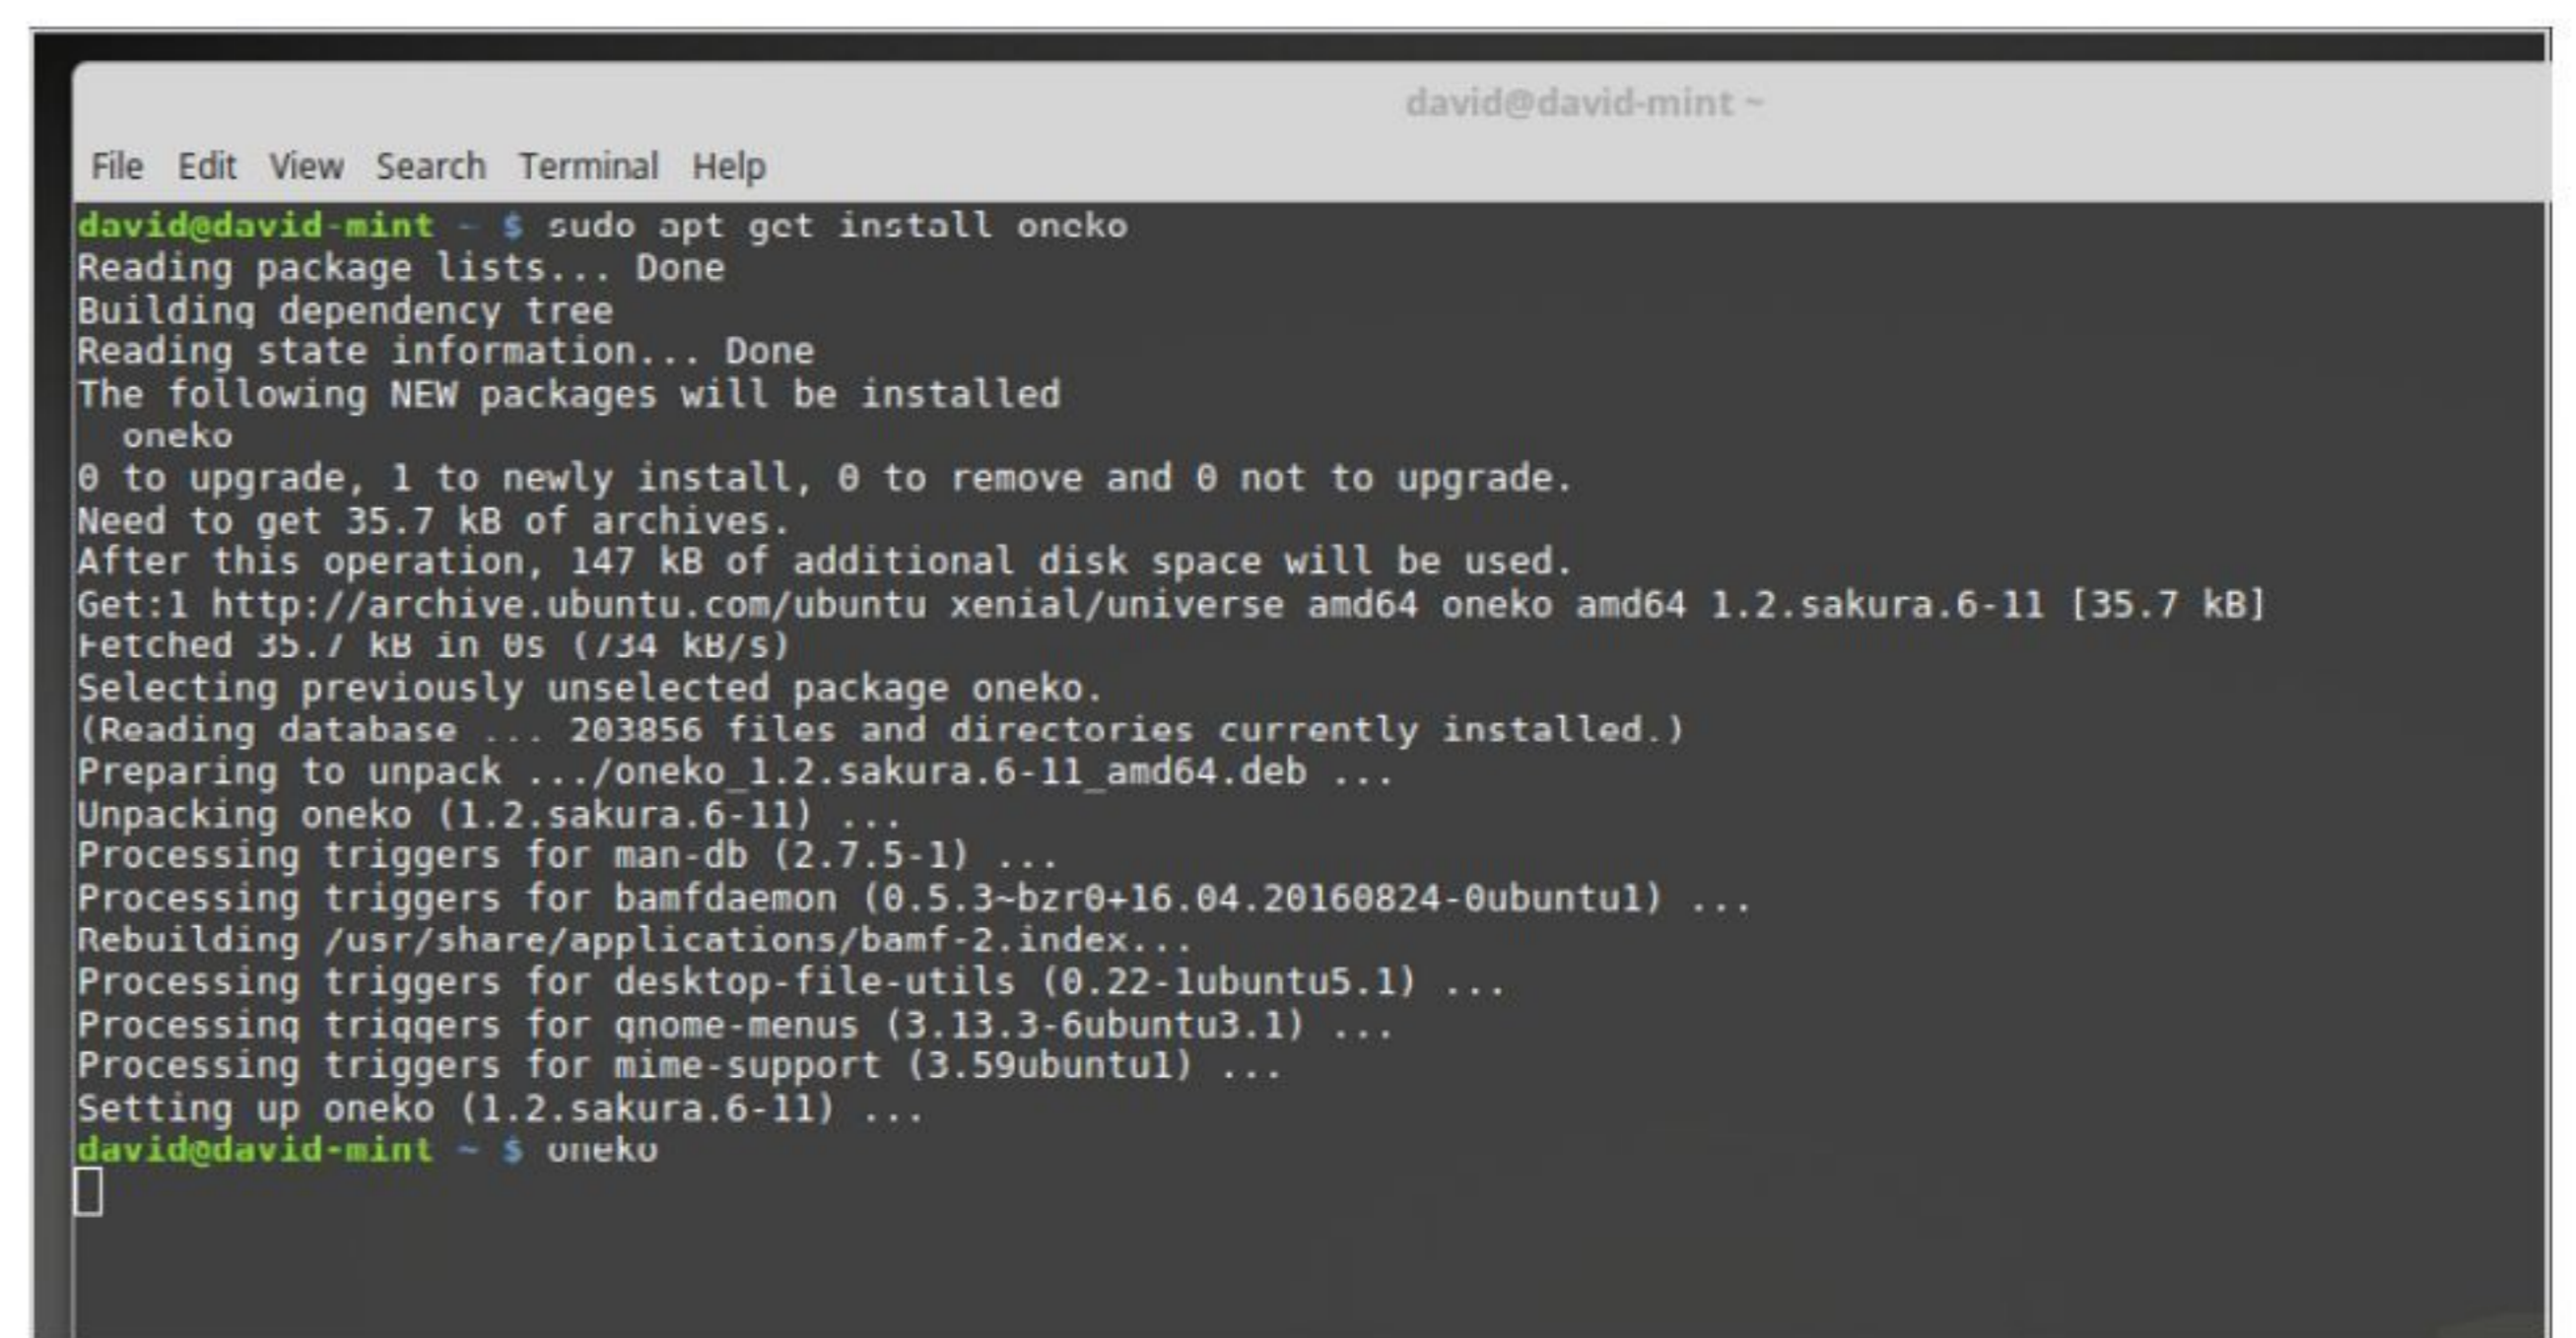 david@david-mint ~
File Edit View Search Terminal Help
david@david-mint ~ $ sudo apt get install oneko
Reading package lists... Done
Building dependency tree
Reading state information... Done
The following NEW packages will be installed
  oneko
0 to upgrade, 1 to newly install, 0 to remove and 0 not to upgrade.
Need to get 35.7 kB of archives.
After this operation, 147 kB of additional disk space will be used.
Get:1 http://archive.ubuntu.com/ubuntu xenial/universe amd64 oneko amd64 1.2.sakura.6-11 [35.7 kB]
Fetched 35.7 kB in 0s (734 kB/s)
Selecting previously unselected package oneko.
(Reading database ... 203856 files and directories currently installed.)
Preparing to unpack .../oneko_1.2.sakura.6-11_amd64.deb ...
Unpacking oneko (1.2.sakura.6-11) ...
Processing triggers for man-db (2.7.5-1) ...
Processing triggers for bamfdaemon (0.5.3~bzr0+16.04.20160824-0ubuntu1) ...
Rebuilding /usr/share/applications/bamf-2.index...
Processing triggers for desktop-file-utils (0.22-1ubuntu5.1) ...
Processing triggers for gnome-menus (3.13.3-6ubuntu3.1) ...
Processing triggers for mime-support (3.59ubuntu1) ...
Setting up oneko (1.2.sakura.6-11) ...
david@david-mint ~ $ oneko